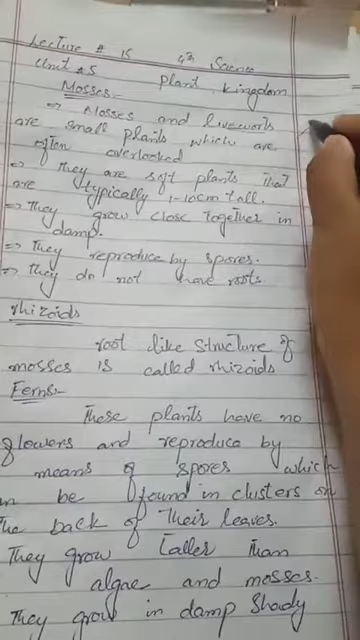 Lecture # 15 4th Science
Unit #5 Plant Kingdom
Mosses:-
⇒ Mosses and liveworts
are small plants which are
often overlooked
⇒ They are soft plants that
are typically 1-10cm tall.
⇒ They grow close together in
damp.
⇒ They reproduce by spores.
⇒ They do not have roots
rhizoids
root like structure of
mosses is called rhizoids
Ferns:-
These plants have no
flowers and reproduce by
means of spores which
be found in clusters on
the back of their leaves.
They grow taller than
algae and mosses.
They grow in damp shady